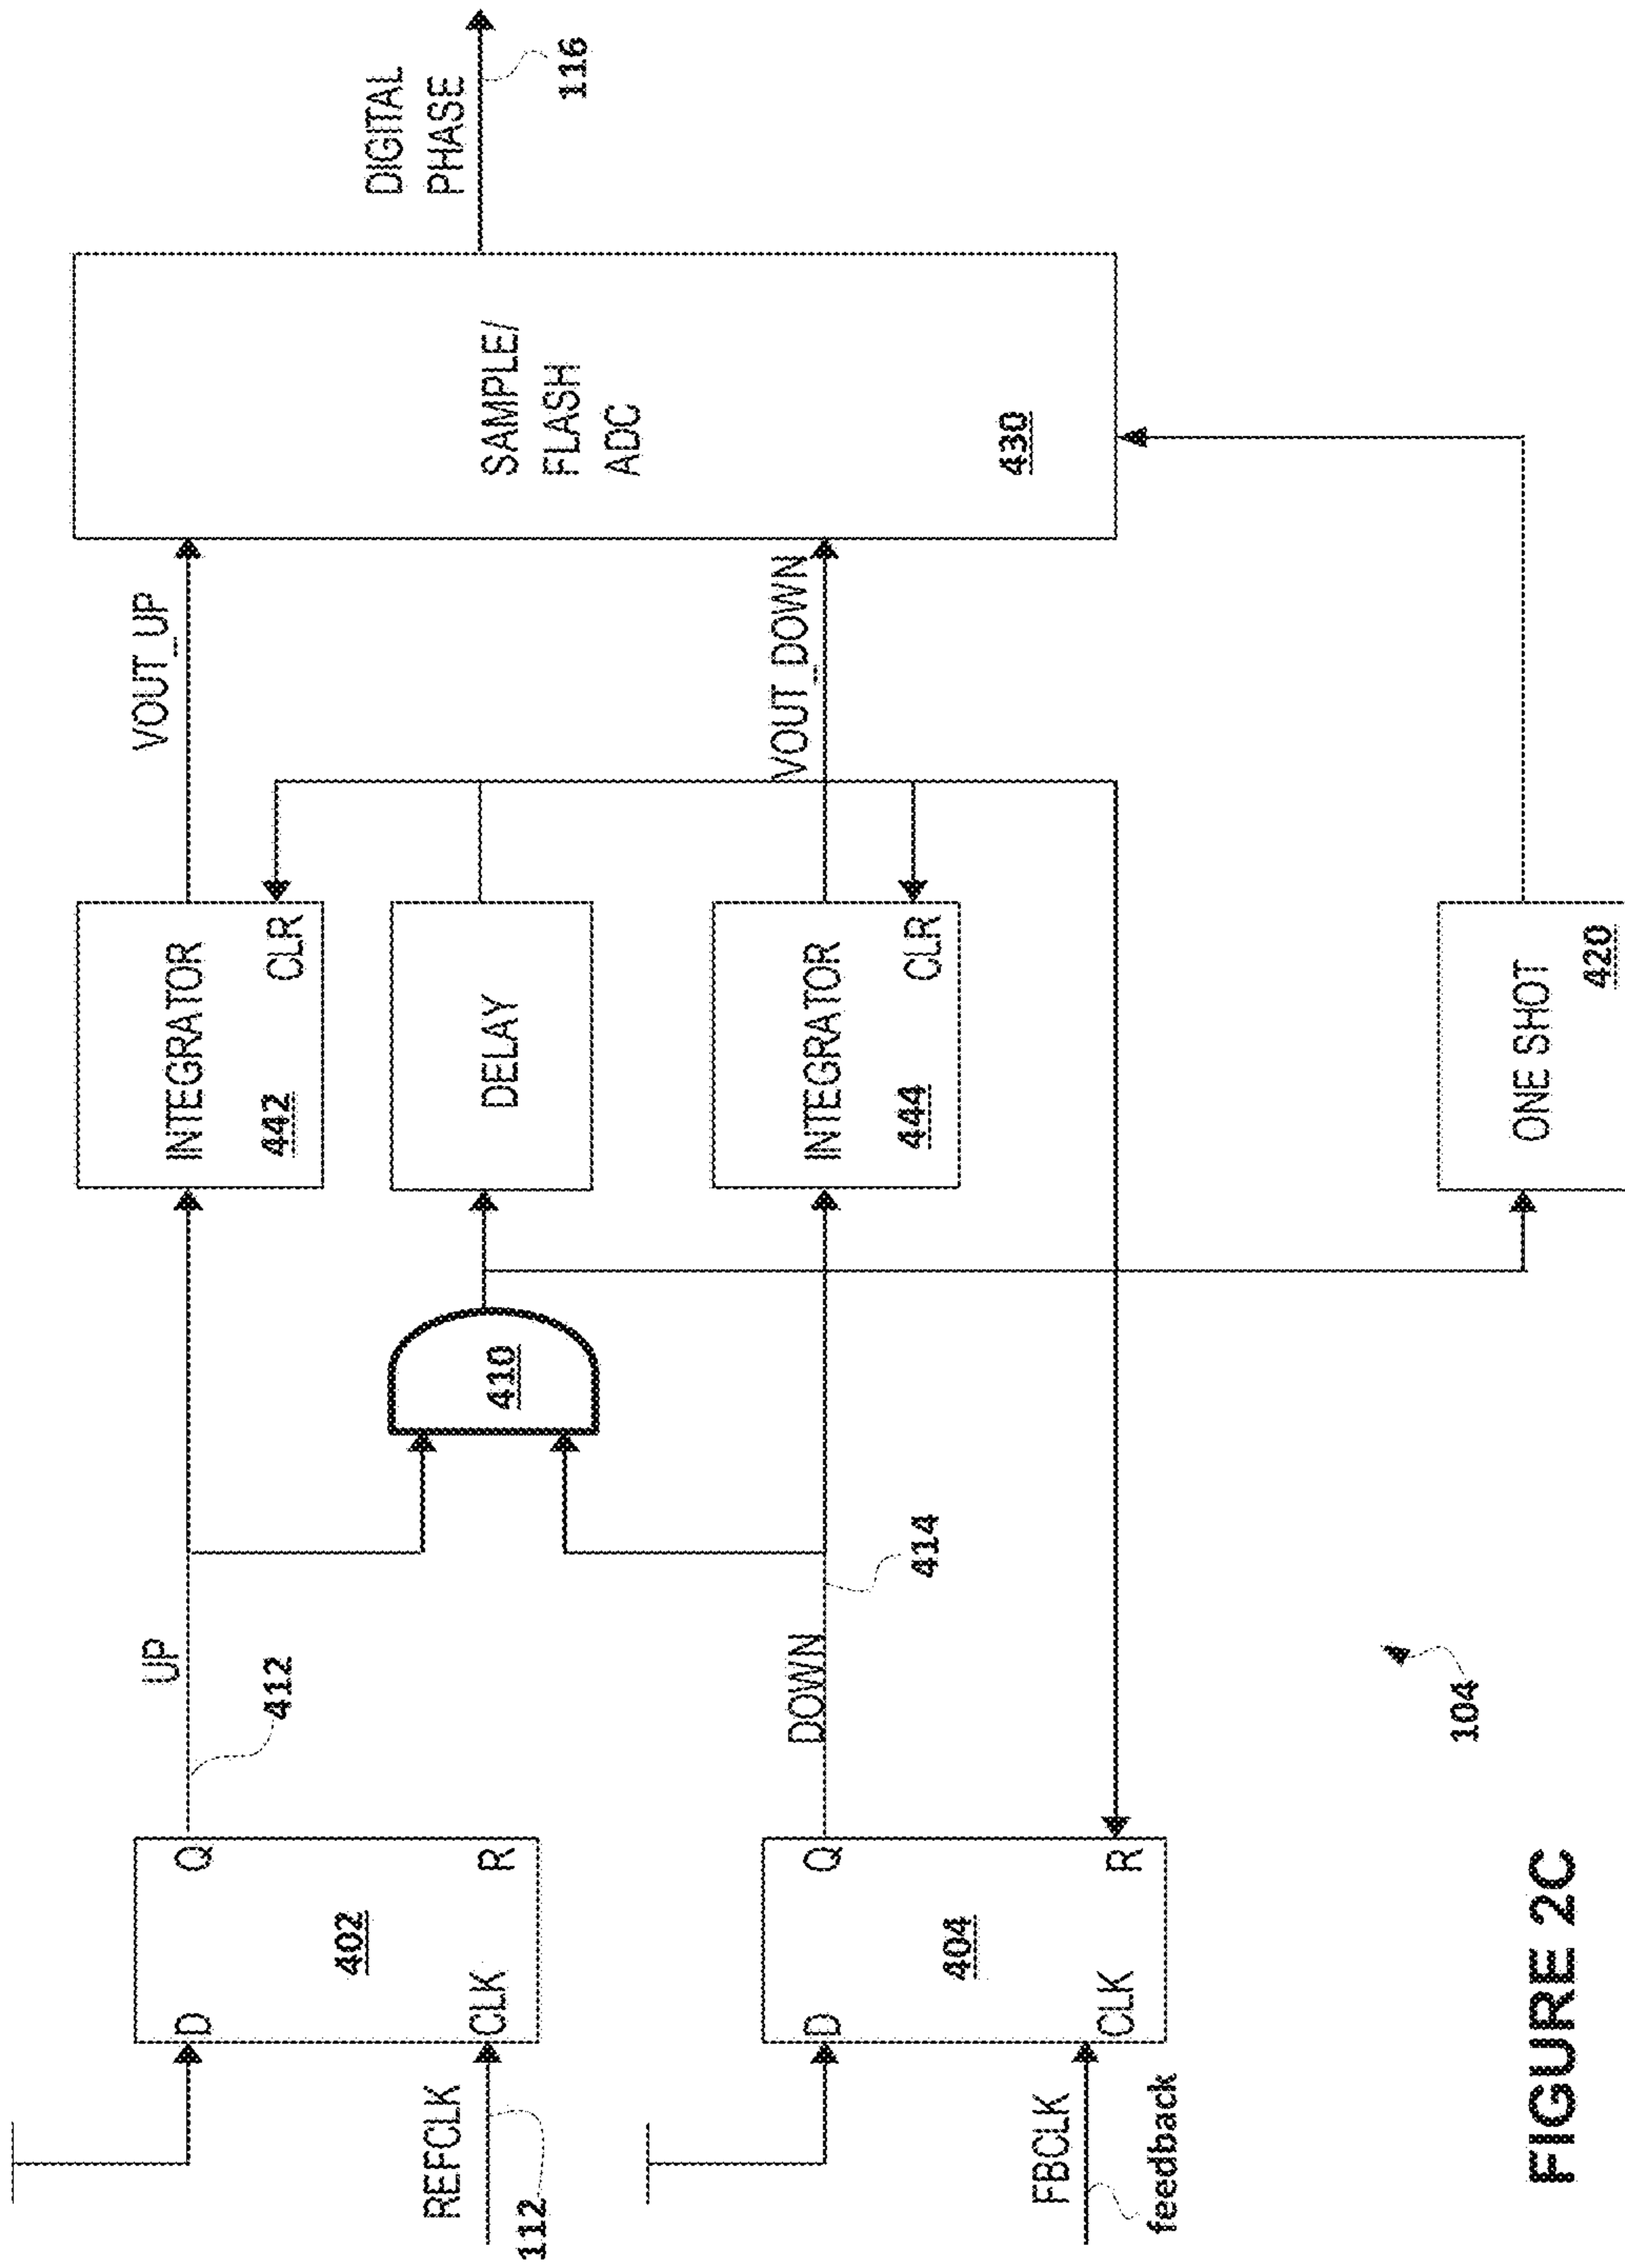 DIGITAL
PHASE
116
SAMPLE/
FLASH
ADC
430
VOUT_UP
VOUT_DOWN
INTEGRATOR
442
CLR
DELAY
INTEGRATOR
444
CLR
ONE SHOT
420
410
UP
412
DOWN
414
D
Q
402
CLK
R
REFCLK
112
D
Q
404
CLK
R
FBCLK
feedback
104
FIGURE 2C